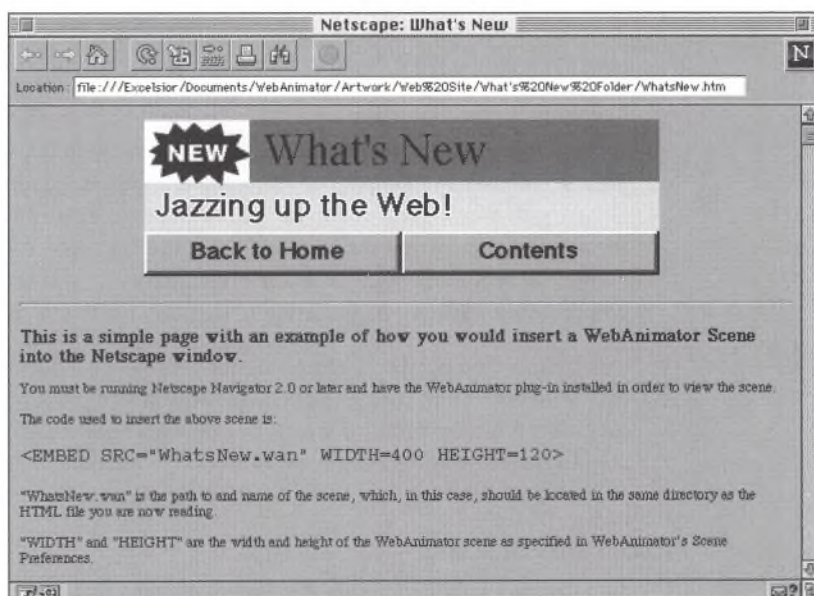 Netscape: What's New
N
Location: file:///Excelsior/Documents/WebAnimator/Artwork/Web%20Site/What's%20New%20Folder/WhatsNew.htm
NEW What's New
Jazzing up the Web!
Back to Home Contents
This is a simple page with an example of how you would insert a WebAnimator Scene
into the Netscape window.
You must be running Netscape Navigator 2.0 or later and have the WebAnimator plug-in installed in order to view the scene.
The code used to insert the above scene is:
<EMBED SRC="WhatsNew.wan" WIDTH=400 HEIGHT=120>
"WhatsNew.wan" is the path to and name of the scene, which, in this case, should be located in the same directory as the
HTML file you are now reading.
"WIDTH" and "HEIGHT" are the width and height of the WebAnimator scene as specified in WebAnimator's Scene
Preferences.
?